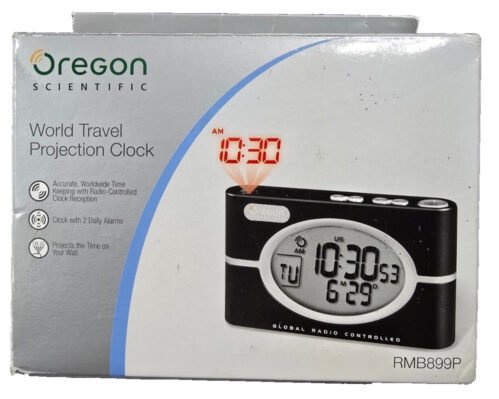 Oregon
SCIENTIFIC
World Travel
Projection Clock
Accurate, Worldwide Time
Keeping with Radio-Controlled
Clock Reception
Clock with 2 Daily Alarms
Projects the Time on
Your Wall
AM
10:30
Oregon
US
AM
10:30 53
TU
6M 29D
GLOBAL RADIO CONTROLLED
RMB899P